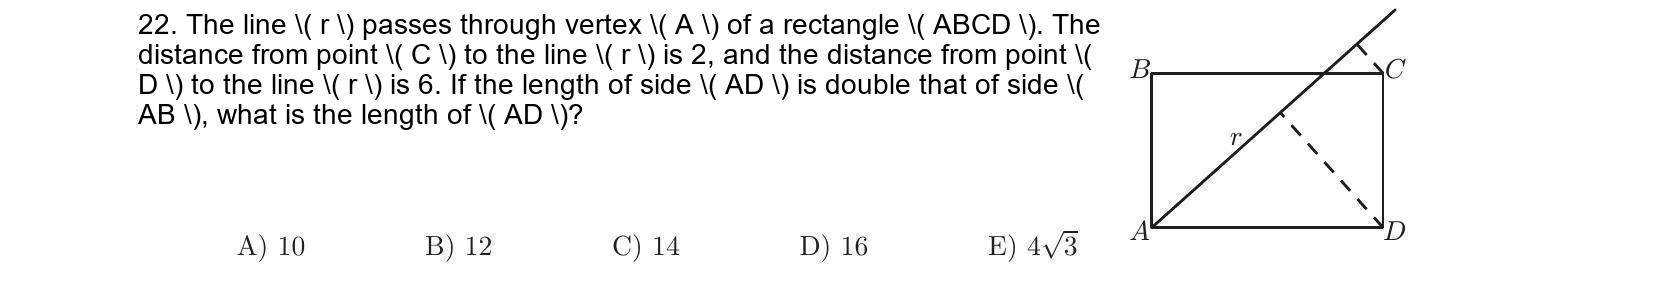 22. The line \( r \) passes through vertex \( A \) of a rectangle \( ABCD \). The
distance from point \( C \) to the line \( r \) is 2, and the distance from point \(
D \) to the line \( r \) is 6. If the length of side \( AD \) is double that of side \(
AB \), what is the length of \( AD \)?
B
C
r
A
D
A) 10 B) 12 C) 14 D) 16 E) 4√3